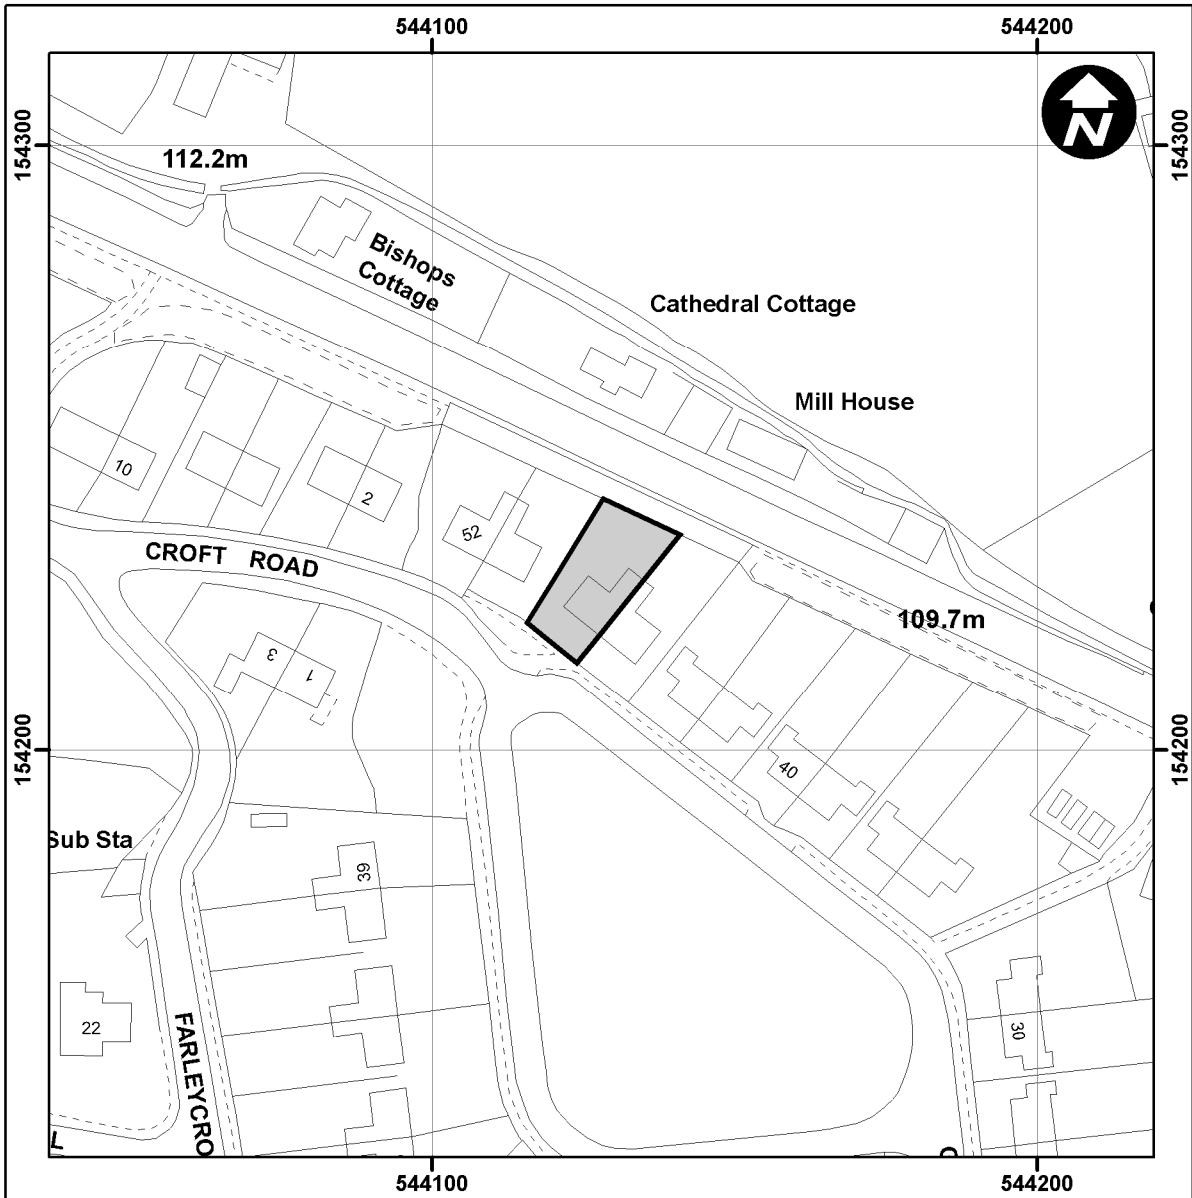 544100
544200
154300
154300
N
112.2m
Bishops
Cottage
Cathedral Cottage
Mill House
10
2
52
CROFT ROAD
109.7m
3
1
154200
154200
40
Sub Sta
39
22
FARLEYCRO
30
L
544100
544200